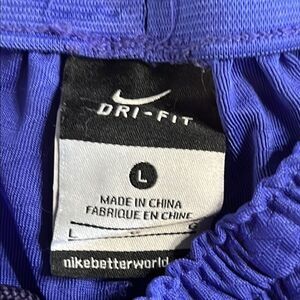 DRI-FIT
L
MADE IN CHINA
FABRIQUE EN CHINE
L G
nikebetterworld